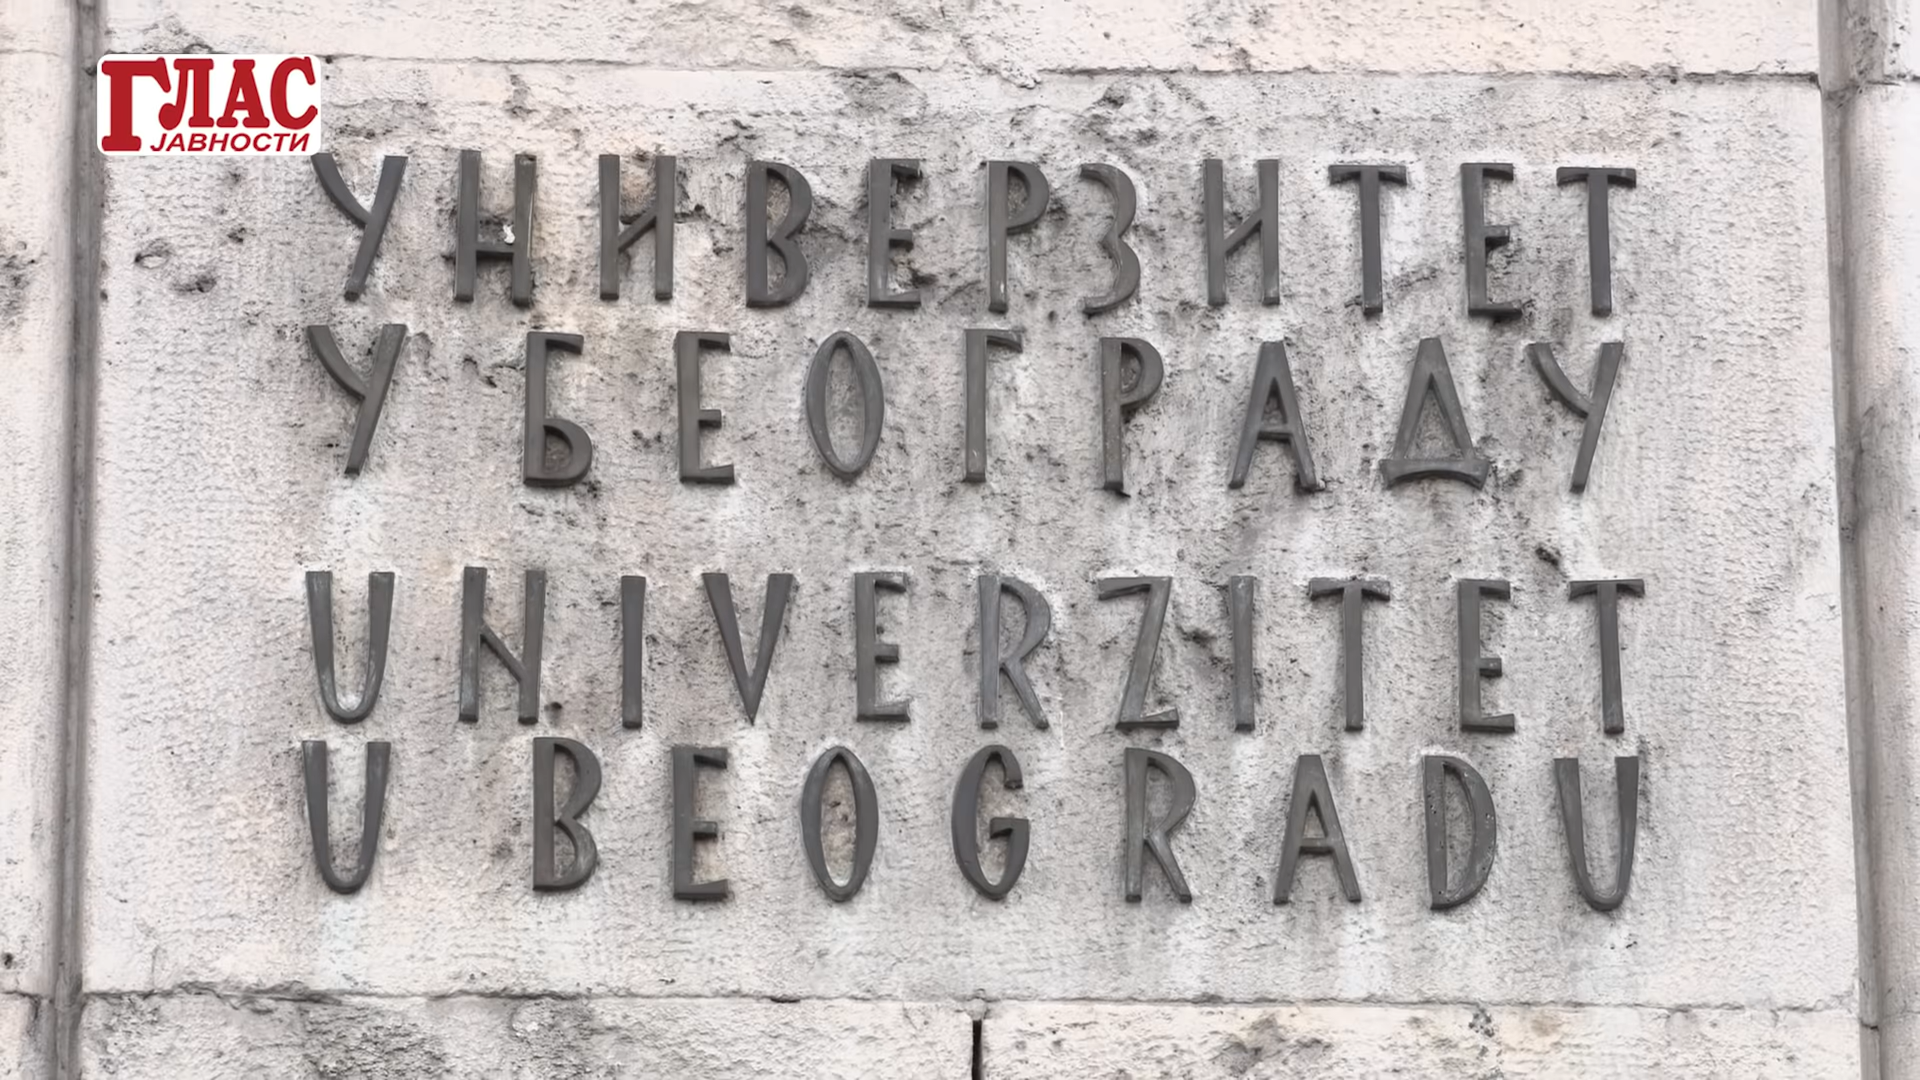 ГЛАС
ЈАВНОСТИ
УНИВЕРЗИТЕТ
У БЕОГРАДУ
UNIVERZITET
U BEOGRADU